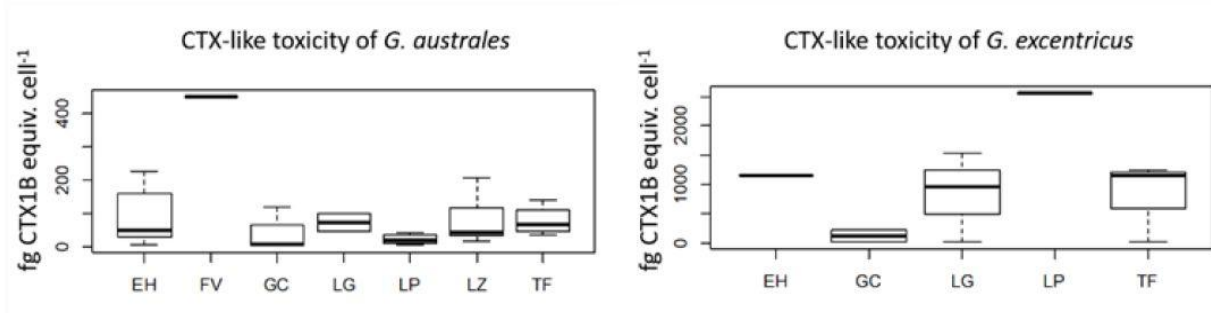 CTX-like toxicity of G. australes
fg CTX1B equiv. cell-1
400
200
0
EH FV GC LG LP LZ TF
CTX-like toxicity of G. excentricus
fg CTX1B equiv. cell-1
2000
1000
0
EH GC LG LP TF